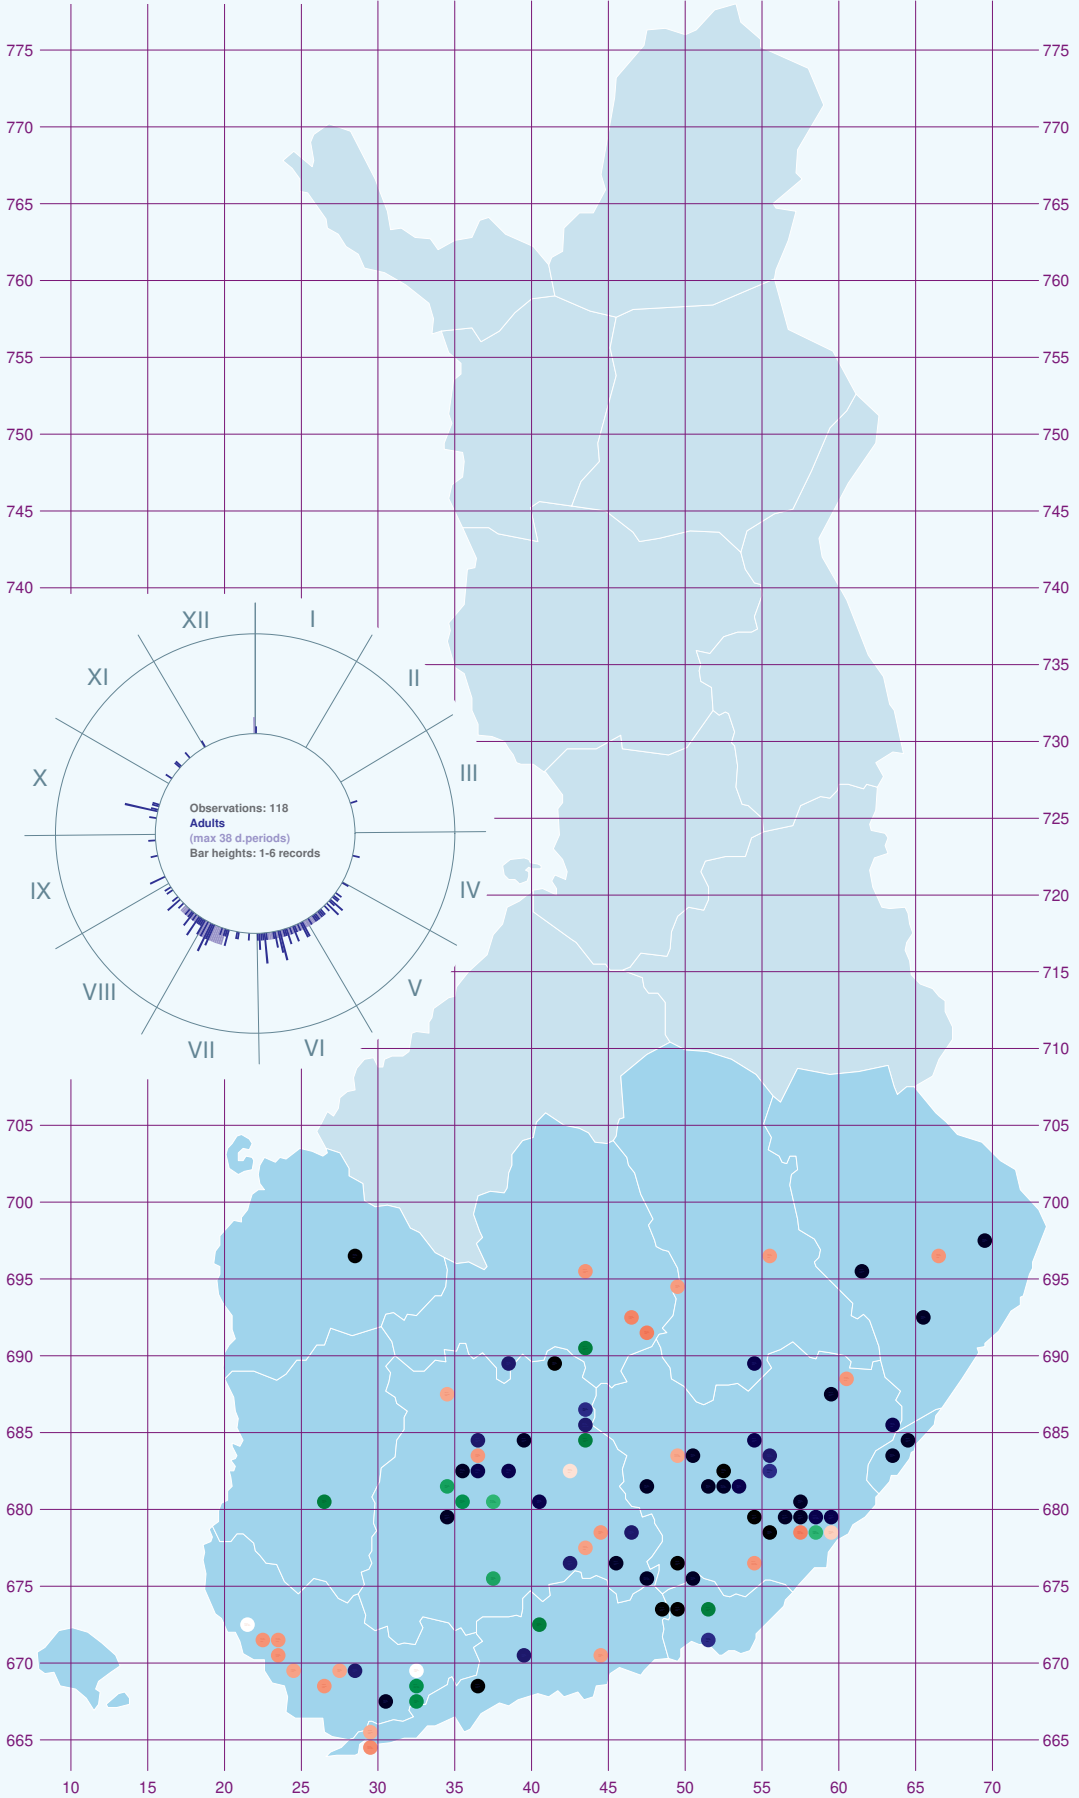 775 775
770 770
765 765
760 760
755 755
750 750
745 745
740 740
XII I
XI II
735 735
730 730
X III
Observations: 118
Adults
(max 38 d.periods)
Bar heights: 1-6 records
725 725
IX IV
720 720
VIII V
715 715
VII VI
710 710
705 705
700 700
695 695
690 690
685 685
680 680
675 675
670 670
665 665
10 15 20 25 30 35 40 45 50 55 60 65 70